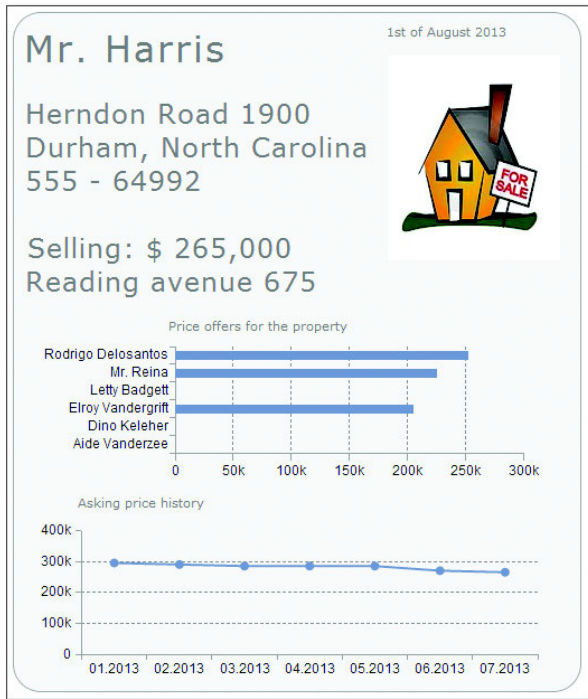 Mr. Harris
1st of August 2013
Herndon Road 1900
Durham, North Carolina
555 - 64992
FOR
SALE
Selling: $ 265,000
Reading avenue 675
Price offers for the property
Rodrigo Delosantos
Mr. Reina
Letty Badgett
Elroy Vandergrift
Dino Keleher
Aide Vanderzee
0 50k 100k 150k 200k 250k 300k
Asking price history
400k
300k
200k
100k
0
01.2013 02.2013 03.2013 04.2013 05.2013 06.2013 07.2013